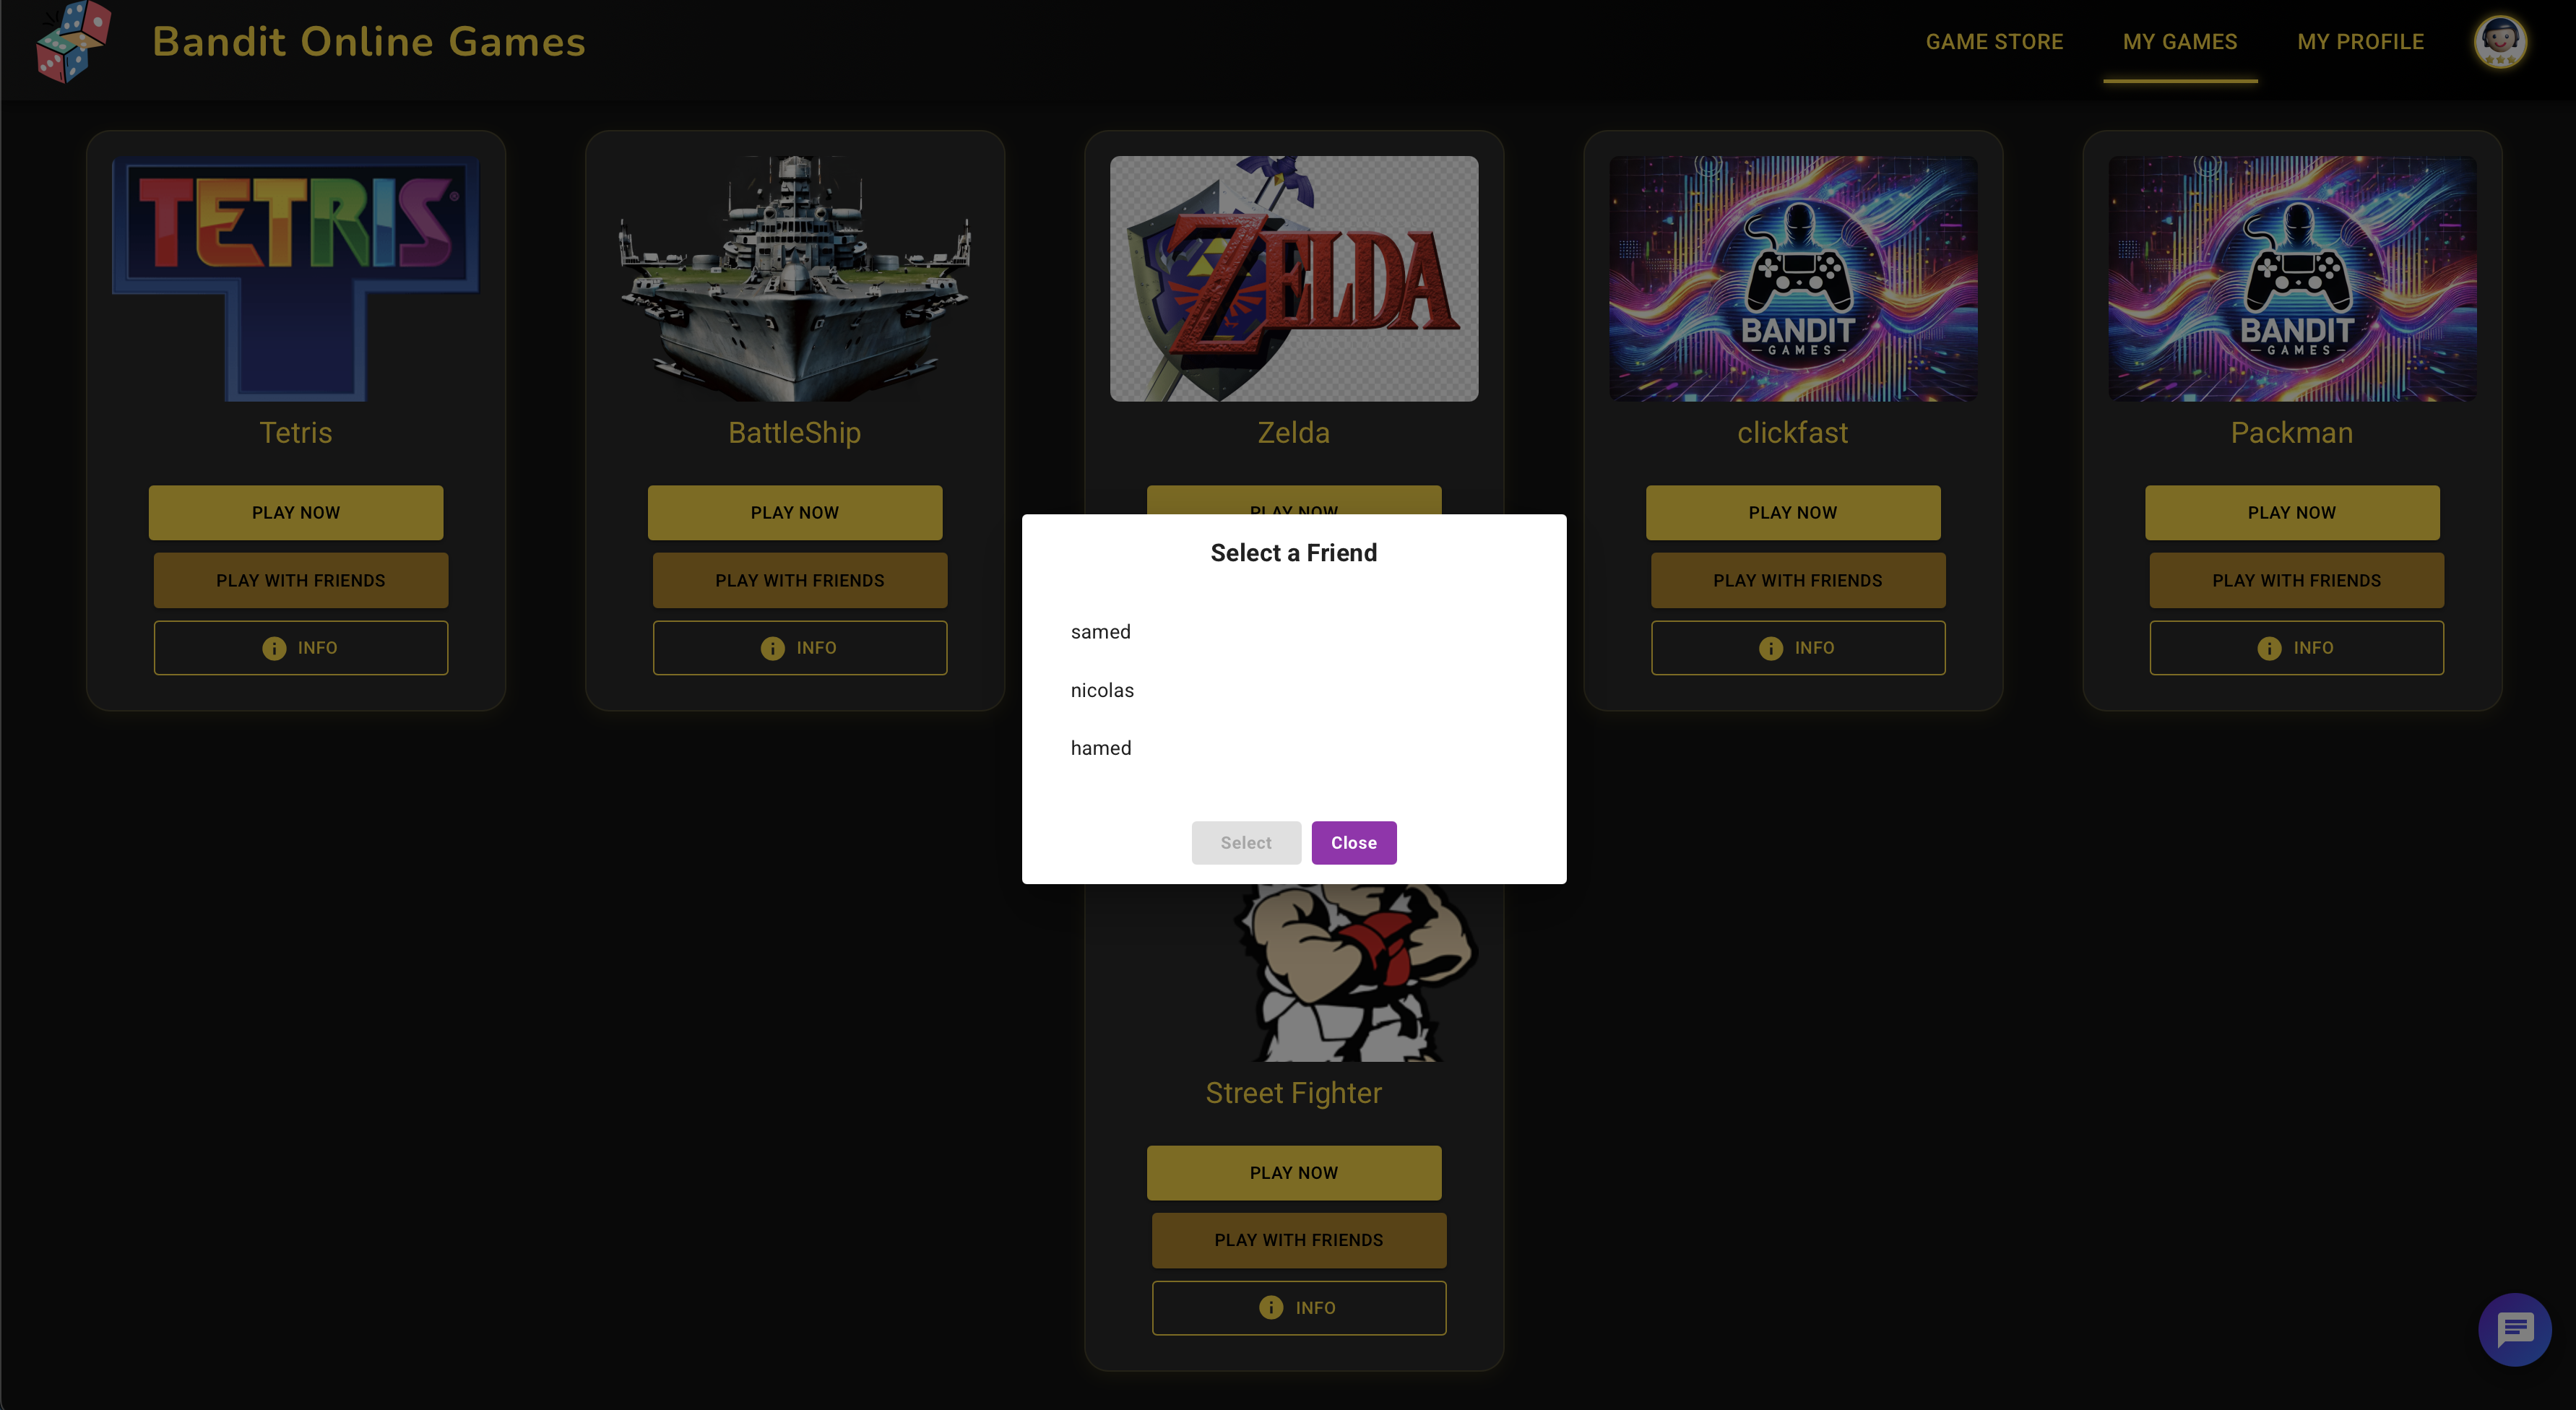 Bandit Online Games
GAME STORE
MY GAMES
MY PROFILE
TETRIS®
ZELDA
BANDIT
GAMES
BANDIT
GAMES
Tetris
BattleShip
Zelda
clickfast
Packman
PLAY NOW
PLAY NOW
PLAY NOW
PLAY NOW
PLAY NOW
PLAY WITH FRIENDS
PLAY WITH FRIENDS
PLAY WITH FRIENDS
PLAY WITH FRIENDS
INFO
INFO
INFO
INFO
Select a Friend
samed
nicolas
hamed
Select
Close
Street Fighter
PLAY NOW
PLAY WITH FRIENDS
INFO